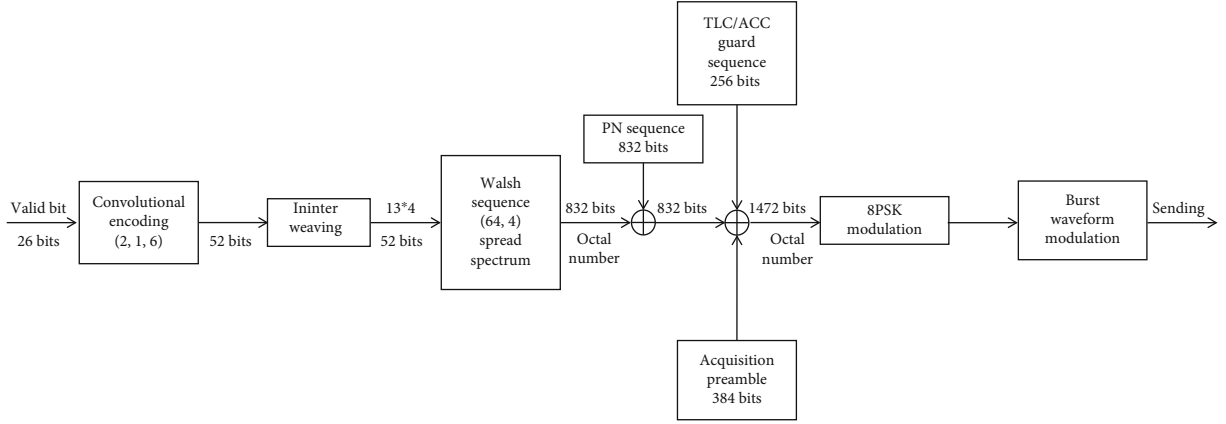 TLC/ACC
guard
sequence
256 bits
PN sequence
832 bits
Valid bit
26 bits
Convolutional
encoding
(2, 1, 6)
52 bits
Ininter
weaving
13*4
52 bits
Walsh
sequence
(64, 4)
spread
spectrum
832 bits
Octal
number
832 bits
1472 bits
Octal
number
8PSK
modulation
Burst
waveform
modulation
Sending
Acquisition
preamble
384 bits